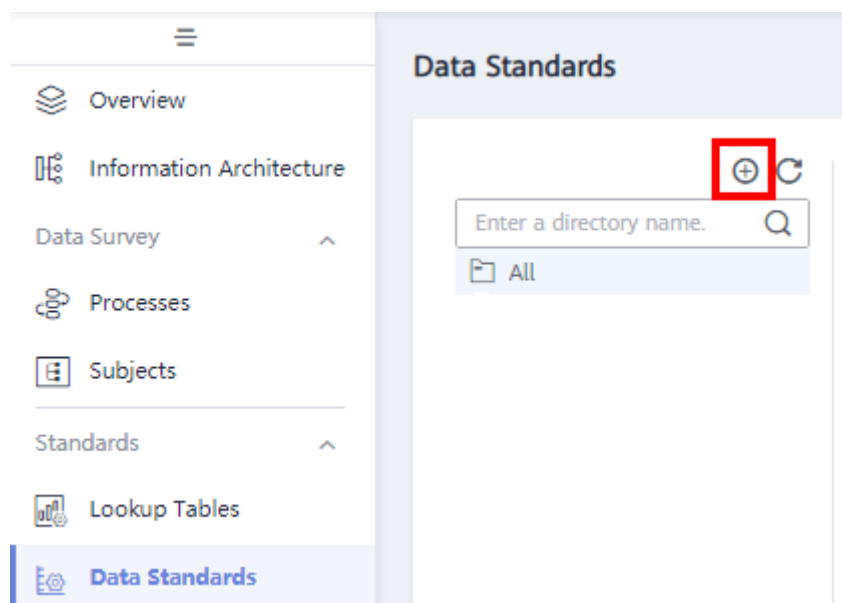 Overview
Information Architecture
Data Survey
Processes
Subjects
Standards
Lookup Tables
Data Standards
Data Standards
Enter a directory name.
All